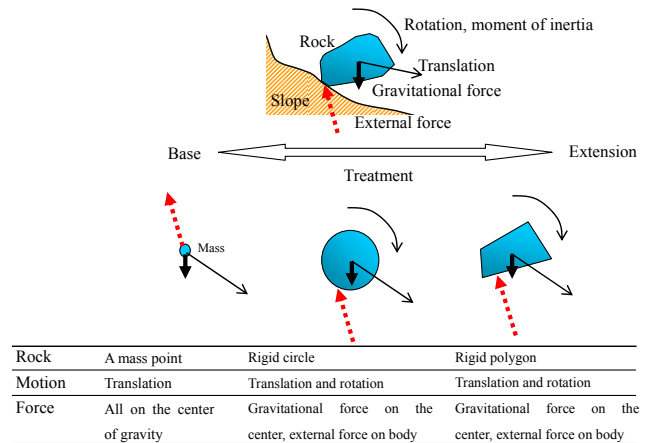 Rotation, moment of inertia
Rock
Translation
Gravitational force
Slope
External force
Base
Extension
Treatment
Mass
Rock A mass point Rigid circle Rigid polygon
Motion Translation Translation and rotation Translation and rotation
Force All on the center Gravitational force on the Gravitational force on the
of gravity center, external force on body center, external force on body